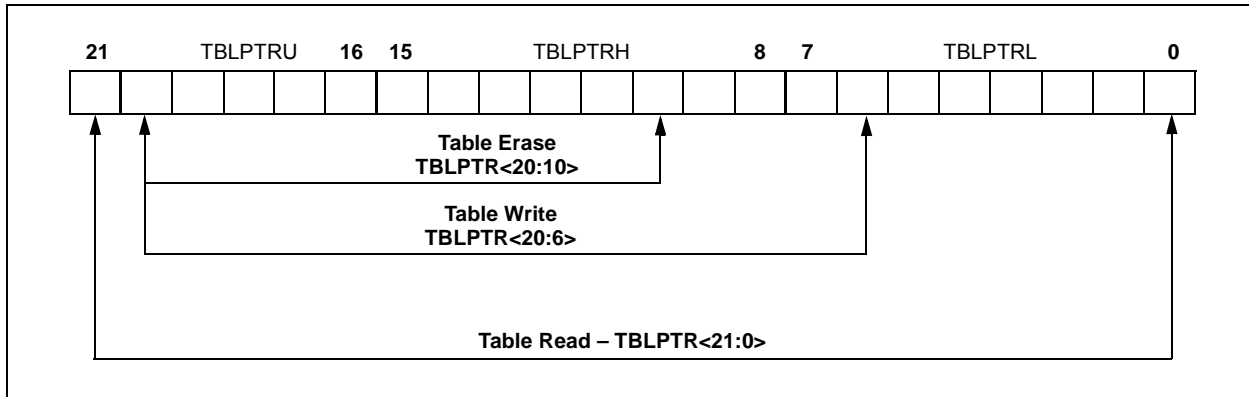 21 TBLPTRU 16 15 TBLPTRH 8 7 TBLPTRL 0
Table Erase
TBLPTR<20:10>
Table Write
TBLPTR<20:6>
Table Read – TBLPTR<21:0>